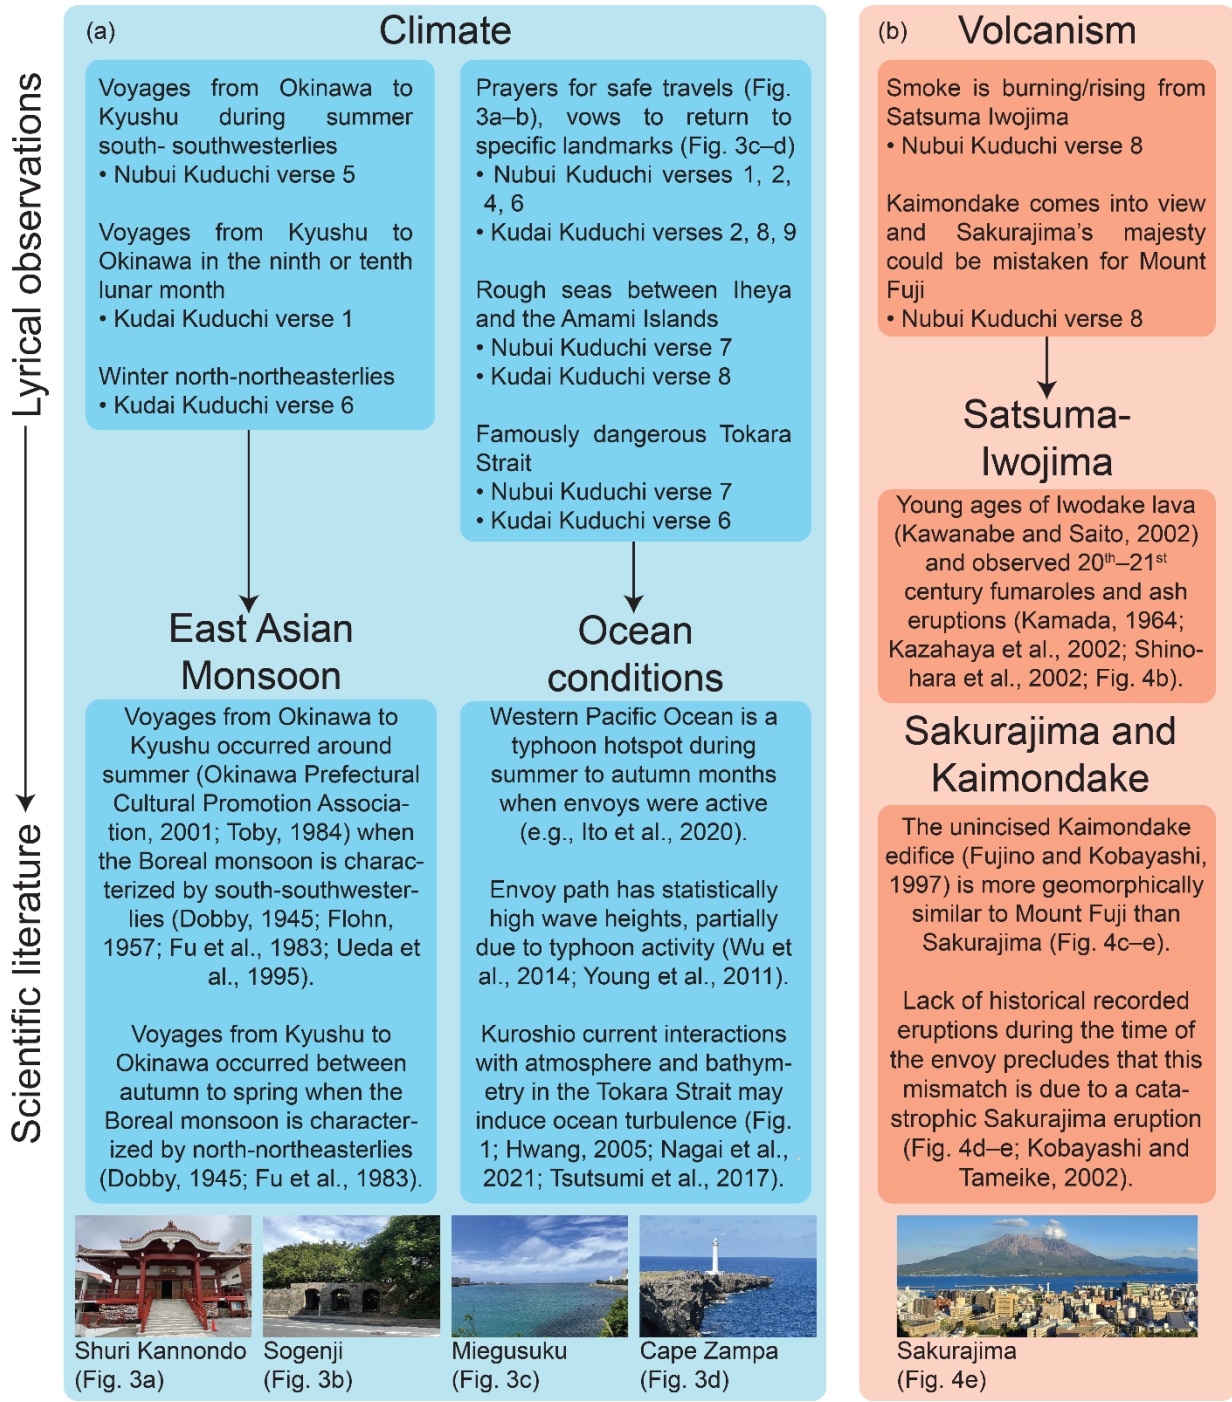 (a)
Climate
Voyages from Okinawa to
Kyushu during summer
south- southwesterlies
• Nubui Kuduchi verse 5
Voyages from Kyushu to
Okinawa in the ninth or tenth
lunar month
• Kudai Kuduchi verse 1
Winter north-northeasterlies
• Kudai Kuduchi verse 6
Prayers for safe travels (Fig.
3a–b), vows to return to
specific landmarks (Fig. 3c–d)
• Nubui Kuduchi verses 1, 2,
4, 6
• Kudai Kuduchi verses 2, 8, 9
Rough seas between Iheya
and the Amami Islands
• Nubui Kuduchi verse 7
• Kudai Kuduchi verse 8
Famously dangerous Tokara
Strait
• Nubui Kuduchi verse 7
• Kudai Kuduchi verse 6
East Asian
Monsoon
Voyages from Okinawa to
Kyushu occurred around
summer (Okinawa Prefectural
Cultural Promotion Associa-
tion, 2001; Toby, 1984) when
the Boreal monsoon is charac-
terized by south-southwester-
lies (Dobby, 1945; Flohn,
1957; Fu et al., 1983; Ueda et
al., 1995).
Voyages from Kyushu to
Okinawa occurred between
autumn to spring when the
Boreal monsoon is character-
ized by north-northeasterlies
(Dobby, 1945; Fu et al., 1983).
Ocean
conditions
Western Pacific Ocean is a
typhoon hotspot during
summer to autumn months
when envoys were active
(e.g., Ito et al., 2020).
Envoy path has statistically
high wave heights, partially
due to typhoon activity (Wu et
al., 2014; Young et al., 2011).
Kuroshio current interactions
with atmosphere and bathym-
etry in the Tokara Strait may
induce ocean turbulence (Fig.
1; Hwang, 2005; Nagai et al.,
2021; Tsutsumi et al., 2017).
Shuri Kannondo
(Fig. 3a)
Sogenji
(Fig. 3b)
Miegusuku
(Fig. 3c)
Cape Zampa
(Fig. 3d)
(b)
Volcanism
Smoke is burning/rising from
Satsuma Iwojima
• Nubui Kuduchi verse 8
Kaimondake comes into view
and Sakurajima’s majesty
could be mistaken for Mount
Fuji
• Nubui Kuduchi verse 8
Satsuma-
Iwojima
Young ages of Iwodake lava
(Kawanabe and Saito, 2002)
and observed 20th–21st
century fumaroles and ash
eruptions (Kamada, 1964;
Kazahaya et al., 2002; Shino-
hara et al., 2002; Fig. 4b).
Sakurajima and
Kaimondake
The unincised Kaimondake
edifice (Fujino and Kobayashi,
1997) is more geomorphically
similar to Mount Fuji than
Sakurajima (Fig. 4c–e).
Lack of historical recorded
eruptions during the time of
the envoy precludes that this
mismatch is due to a cata-
strophic Sakurajima eruption
(Fig. 4d–e; Kobayashi and
Tameike, 2002).
Sakurajima
(Fig. 4e)
Lyrical observations
Scientific literature